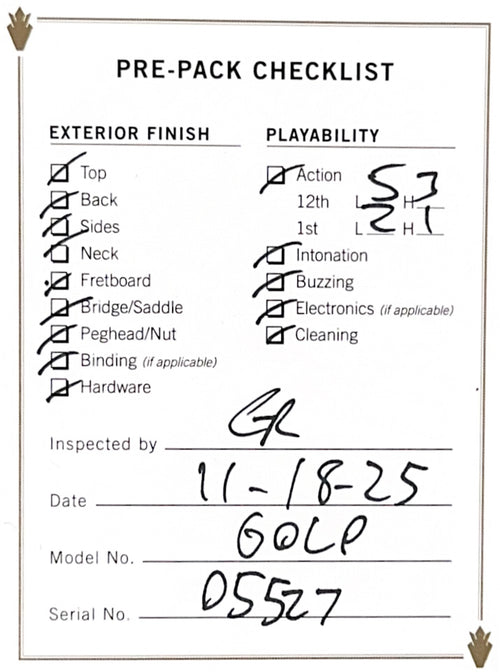 PRE-PACK CHECKLIST
EXTERIOR FINISH
Top
Back
Sides
Neck
Fretboard
Bridge/Saddle
Peghead/Nut
Binding (if applicable)
Hardware
PLAYABILITY
Action
12th L 5 H 3
1st L 2 H 1
Intonation
Buzzing
Electronics (if applicable)
Cleaning
Inspected by GR
Date 11-18-25
Model No. GOLP
Serial No. 05527